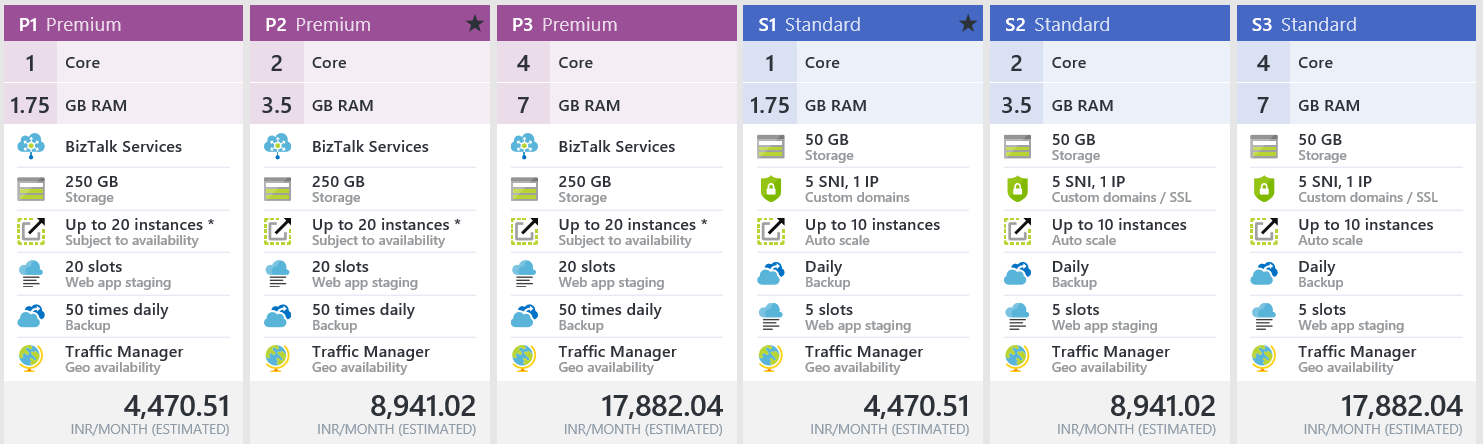 P1 Premium
1 Core
1.75 GB RAM
BizTalk Services
250 GB
Storage
Up to 20 instances *
Subject to availability
20 slots
Web app staging
50 times daily
Backup
Traffic Manager
Geo availability
4,470.51
INR/MONTH (ESTIMATED)
P2 Premium
2 Core
3.5 GB RAM
BizTalk Services
250 GB
Storage
Up to 20 instances *
Subject to availability
20 slots
Web app staging
50 times daily
Backup
Traffic Manager
Geo availability
8,941.02
INR/MONTH (ESTIMATED)
P3 Premium
4 Core
7 GB RAM
BizTalk Services
250 GB
Storage
Up to 20 instances *
Subject to availability
20 slots
Web app staging
50 times daily
Backup
Traffic Manager
Geo availability
17,882.04
INR/MONTH (ESTIMATED)
S1 Standard
1 Core
1.75 GB RAM
50 GB
Storage
5 SNI, 1 IP
Custom domains
Up to 10 instances
Auto scale
Daily
Backup
5 slots
Web app staging
Traffic Manager
Geo availability
4,470.51
INR/MONTH (ESTIMATED)
S2 Standard
2 Core
3.5 GB RAM
50 GB
Storage
5 SNI, 1 IP
Custom domains / SSL
Up to 10 instances
Auto scale
Daily
Backup
5 slots
Web app staging
Traffic Manager
Geo availability
8,941.02
INR/MONTH (ESTIMATED)
S3 Standard
4 Core
7 GB RAM
50 GB
Storage
5 SNI, 1 IP
Custom domains / SSL
Up to 10 instances
Auto scale
Daily
Backup
5 slots
Web app staging
Traffic Manager
Geo availability
17,882.04
INR/MONTH (ESTIMATED)